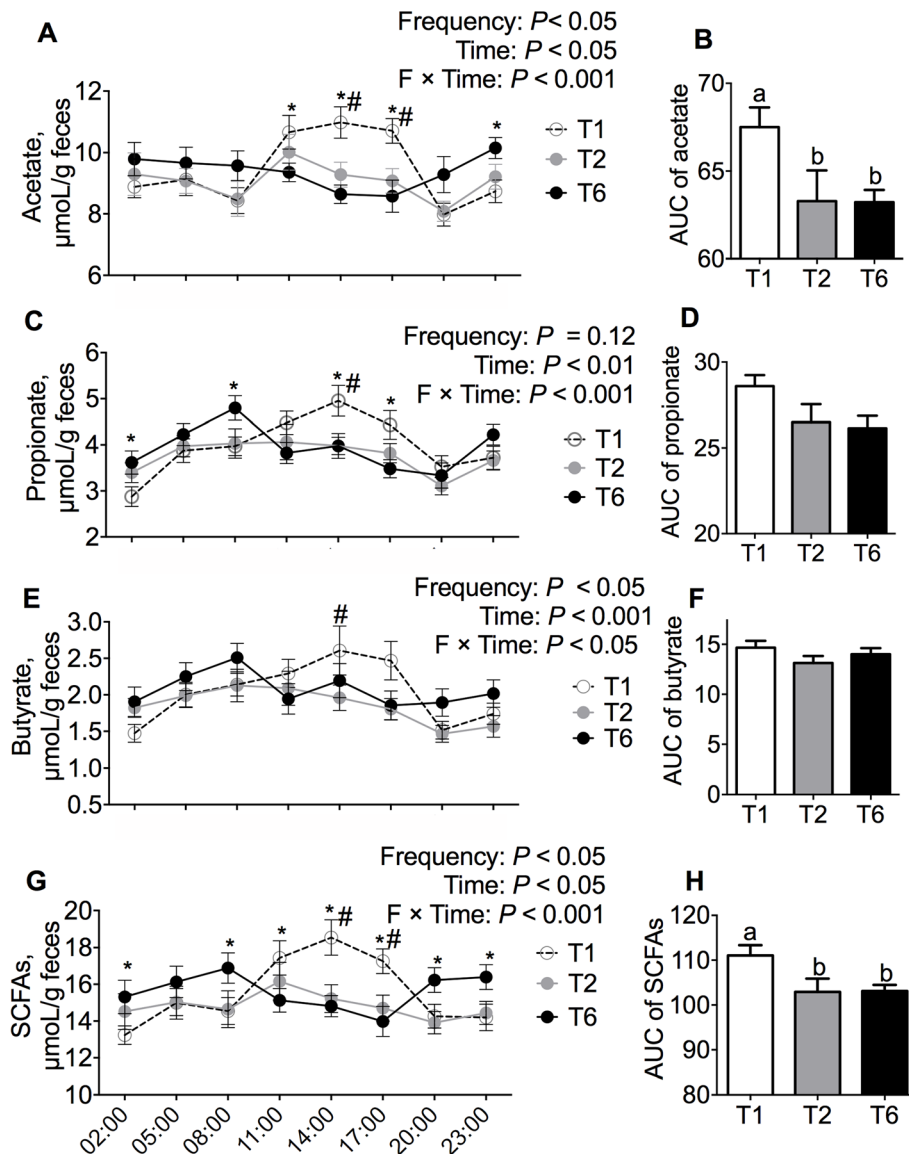 A
Frequency: P< 0.05
Time: P < 0.05
F × Time: P < 0.001
Acetate,
µmoL/g feces
12
10
8
6
* *# *# *
T1
T2
T6
B
AUC of acetate
70
65
60
a
b b
T1 T2 T6
C
Frequency: P = 0.12
Time: P < 0.01
F × Time: P < 0.001
Propionate,
µmoL/g feces
6
5
4
3
2
* * *# *
T1
T2
T6
D
AUC of propionate
30
28
26
24
22
20
T1 T2 T6
E
Frequency: P < 0.05
Time: P < 0.001
F × Time: P < 0.05
Butyrate,
µmoL/g feces
3.0
2.5
2.0
1.5
1.0
0.5
#
T1
T2
T6
F
AUC of butyrate
15
10
5
0
T1 T2 T6
G
Frequency: P < 0.05
Time: P < 0.05
F × Time: P < 0.001
SCFAs,
µmoL/g feces
20
18
16
14
12
10
* * * *# *# * *
T1
T2
T6
02:00 05:00 08:00 11:00 14:00 17:00 20:00 23:00
H
AUC of SCFAs
120
110
100
90
80
a
b b
T1 T2 T6